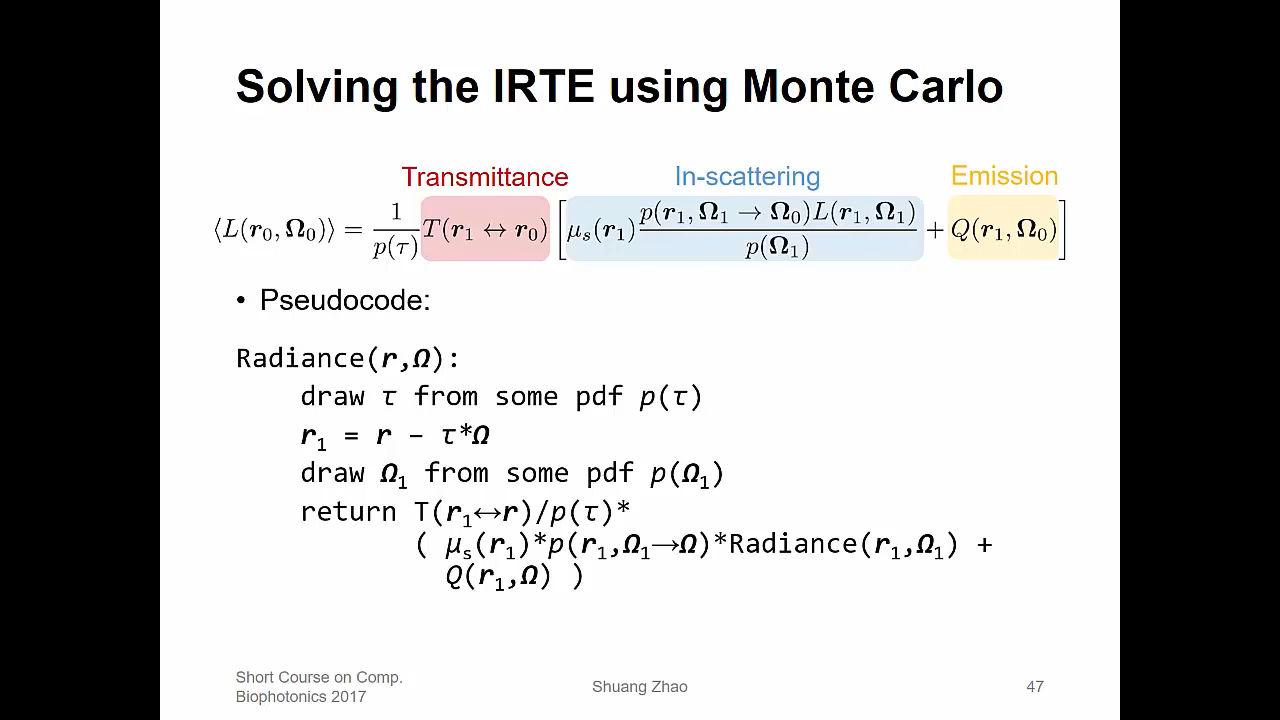 Solving the IRTE using Monte Carlo
Transmittance In-scattering Emission
⟨L(r₀, Ω₀)⟩ = 1/p(τ) T(r₁ ↔ r₀) [ μₛ(r₁) p(r₁, Ω₁ → Ω₀)L(r₁, Ω₁)/p(Ω₁) + Q(r₁, Ω₀) ]
• Pseudocode:
Radiance(r,Ω):
draw τ from some pdf p(τ)
r₁ = r – τ*Ω
draw Ω₁ from some pdf p(Ω₁)
return T(r₁↔r)/p(τ)*
( μₛ(r₁)*p(r₁,Ω₁→Ω)*Radiance(r₁,Ω₁) +
Q(r₁,Ω) )
Short Course on Comp.
Biophotonics 2017
Shuang Zhao
47